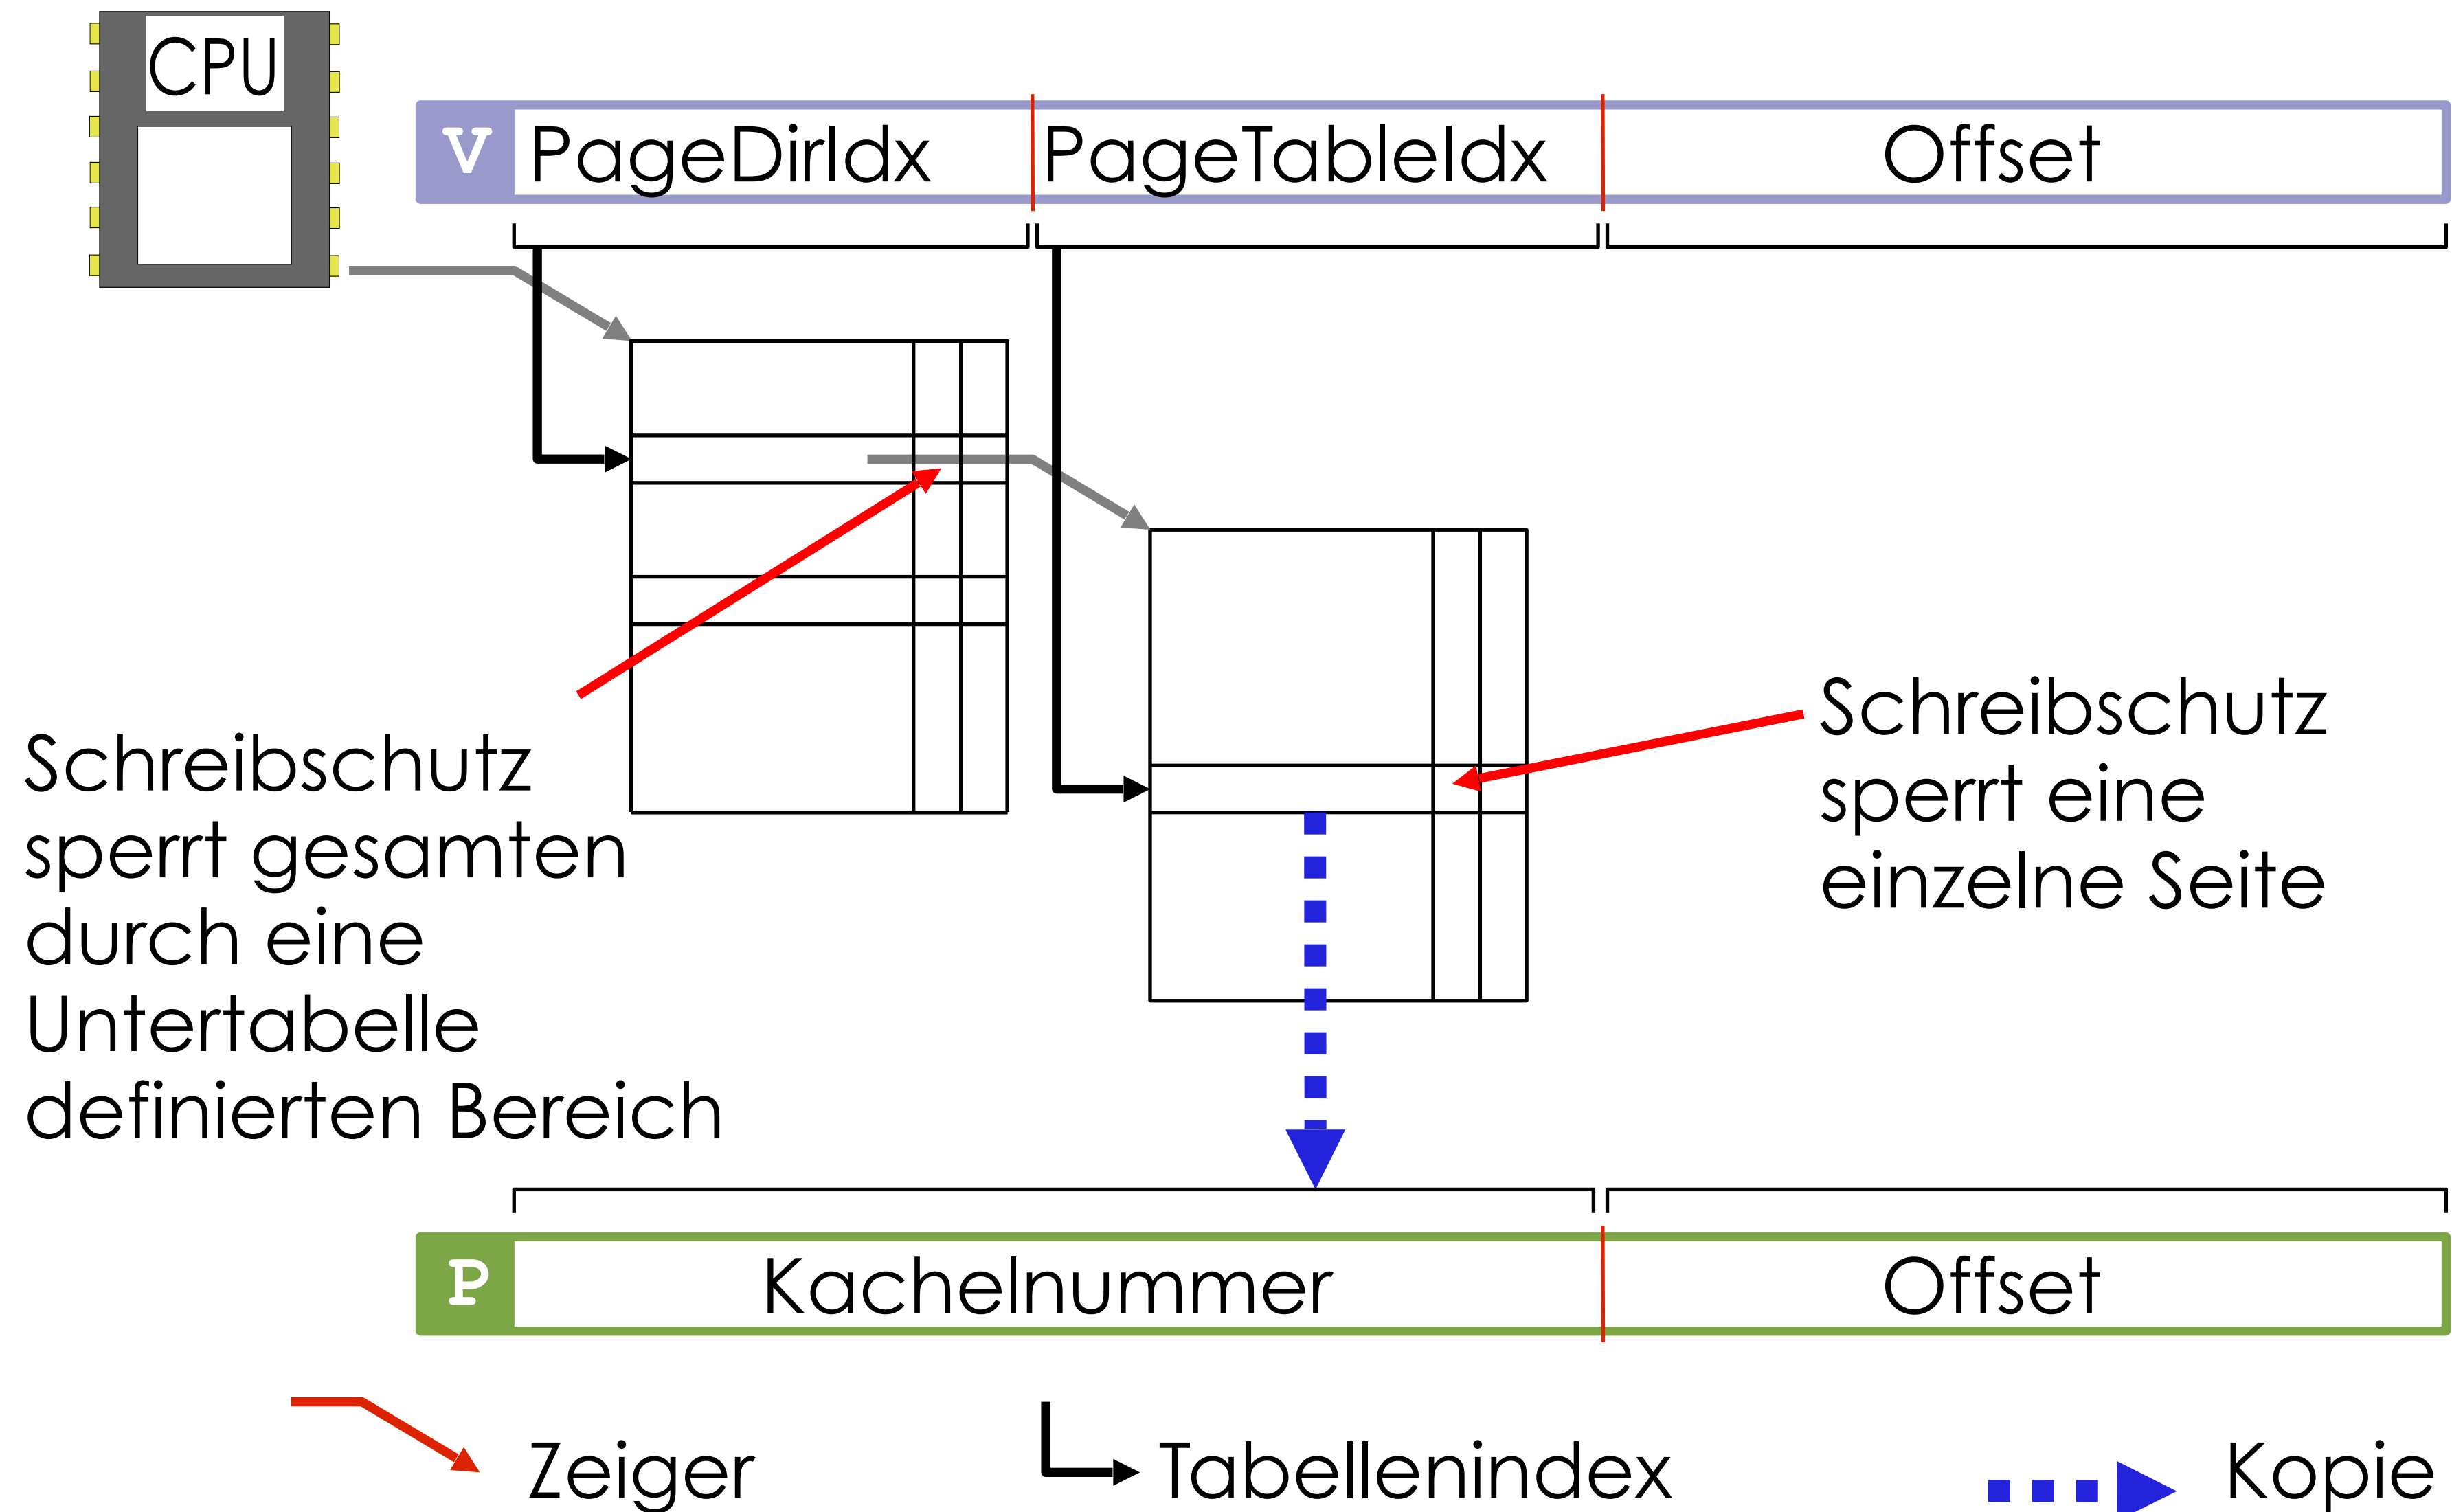 CPU
V PageDirIdx PageTableIdx Offset
Schreibschutz
sperrt gesamten
durch eine
Untertabelle
definierten Bereich
Schreibschutz
sperrt eine
einzelne Seite
P Kachelnummer Offset
Zeiger Tabellenindex Kopie